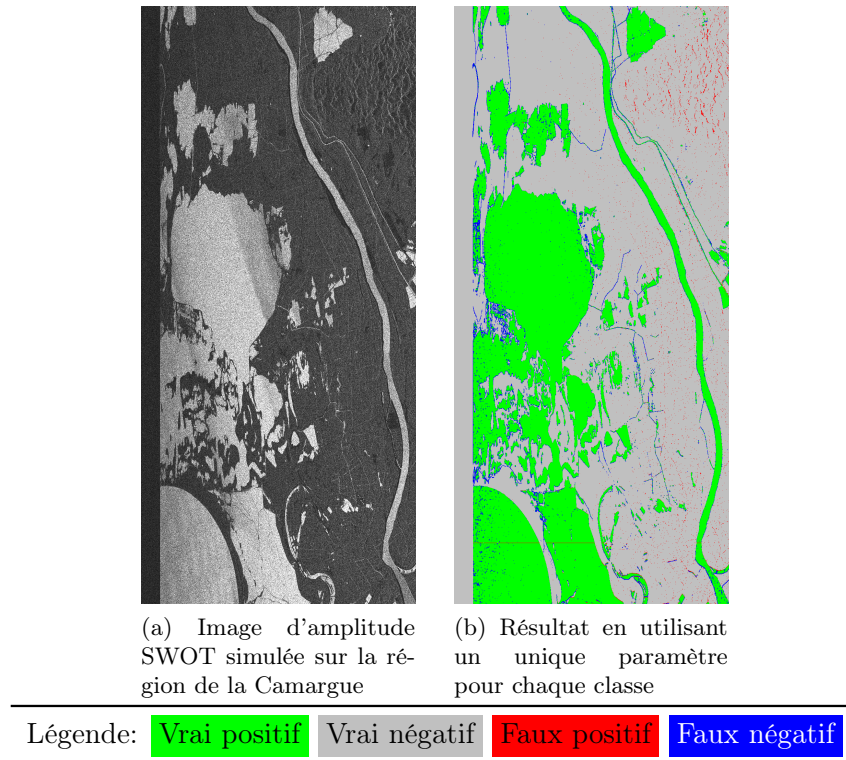 (a) Image d'amplitude
SWOT simulée sur la ré-
gion de la Camargue
(b) Résultat en utilisant
un unique paramètre
pour chaque classe
Légende: Vrai positif Vrai négatif Faux positif Faux négatif